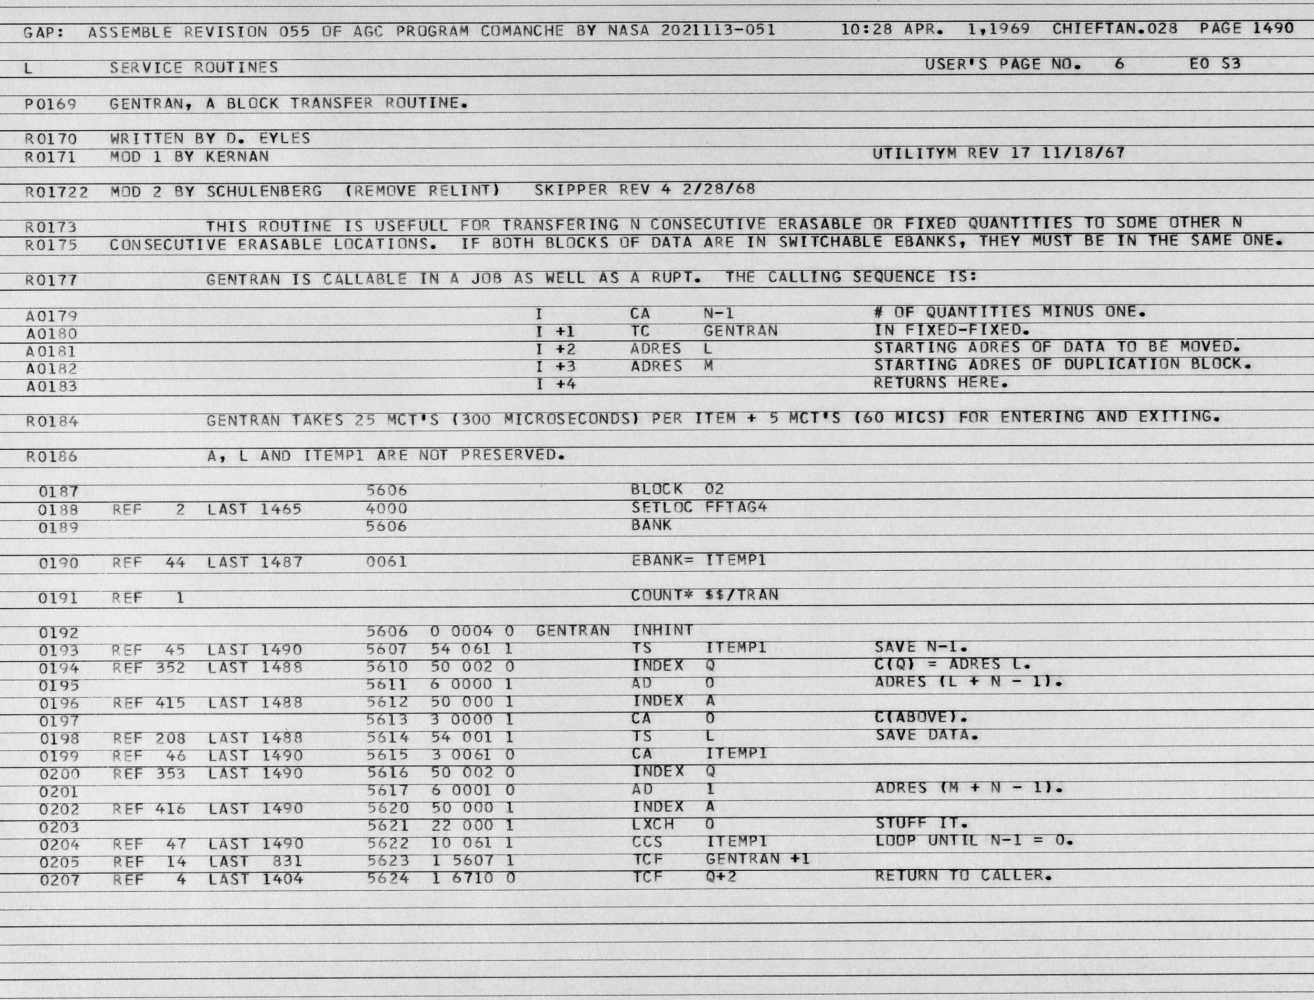 GAP: ASSEMBLE REVISION 055 OF AGC PROGRAM COMANCHE BY NASA 2021113-051 10:28 APR. 1,1969 CHIEFTAN.028 PAGE 1490
L SERVICE ROUTINES USER'S PAGE NO. 6 E0 S3
P0169 GENTRAN, A BLOCK TRANSFER ROUTINE.
R0170 WRITTEN BY D. EYLES
R0171 MOD 1 BY KERNAN UTILITYM REV 17 11/18/67
R01722 MOD 2 BY SCHULENBERG (REMOVE RELINT) SKIPPER REV 4 2/28/68
R0173 THIS ROUTINE IS USEFULL FOR TRANSFERING N CONSECUTIVE ERASABLE OR FIXED QUANTITIES TO SOME OTHER N
R0175 CONSECUTIVE ERASABLE LOCATIONS. IF BOTH BLOCKS OF DATA ARE IN SWITCHABLE EBANKS, THEY MUST BE IN THE SAME ONE.
R0177 GENTRAN IS CALLABLE IN A JOB AS WELL AS A RUPT. THE CALLING SEQUENCE IS:
A0179 I CA N-1 # OF QUANTITIES MINUS ONE.
A0180 I +1 TC GENTRAN IN FIXED-FIXED.
A0181 I +2 ADRES L STARTING ADRES OF DATA TO BE MOVED.
A0182 I +3 ADRES M STARTING ADRES OF DUPLICATION BLOCK.
A0183 I +4 RETURNS HERE.
R0184 GENTRAN TAKES 25 MCT'S (300 MICROSECONDS) PER ITEM + 5 MCT'S (60 MICS) FOR ENTERING AND EXITING.
R0186 A, L AND ITEMP1 ARE NOT PRESERVED.
0187 5606 BLOCK 02
0188 REF 2 LAST 1465 4000 SETLOC FFTAG4
0189 5606 BANK
0190 REF 44 LAST 1487 0061 EBANK= ITEMP1
0191 REF 1 COUNT* $$/TRAN
0192 5606 0 0004 0 GENTRAN INHINT
0193 REF 45 LAST 1490 5607 54 061 1 TS ITEMP1 SAVE N-1.
0194 REF 352 LAST 1488 5610 50 002 0 INDEX Q C(Q) = ADRES L.
0195 5611 6 0000 1 AD 0 ADRES (L + N - 1).
0196 REF 415 LAST 1488 5612 50 000 1 INDEX A
0197 5613 3 0000 1 CA 0 C(ABOVE).
0198 REF 208 LAST 1488 5614 54 001 1 TS L SAVE DATA.
0199 REF 46 LAST 1490 5615 3 0061 0 CA ITEMP1
0200 REF 353 LAST 1490 5616 50 002 0 INDEX Q
0201 5617 6 0001 0 AD 1 ADRES (M + N - 1).
0202 REF 416 LAST 1490 5620 50 000 1 INDEX A
0203 5621 22 000 1 LXCH 0 STUFF IT.
0204 REF 47 LAST 1490 5622 10 061 1 CCS ITEMP1 LOOP UNTIL N-1 = 0.
0205 REF 14 LAST 831 5623 1 5607 1 TCF GENTRAN +1
0207 REF 4 LAST 1404 5624 1 6710 0 TCF Q+2 RETURN TO CALLER.